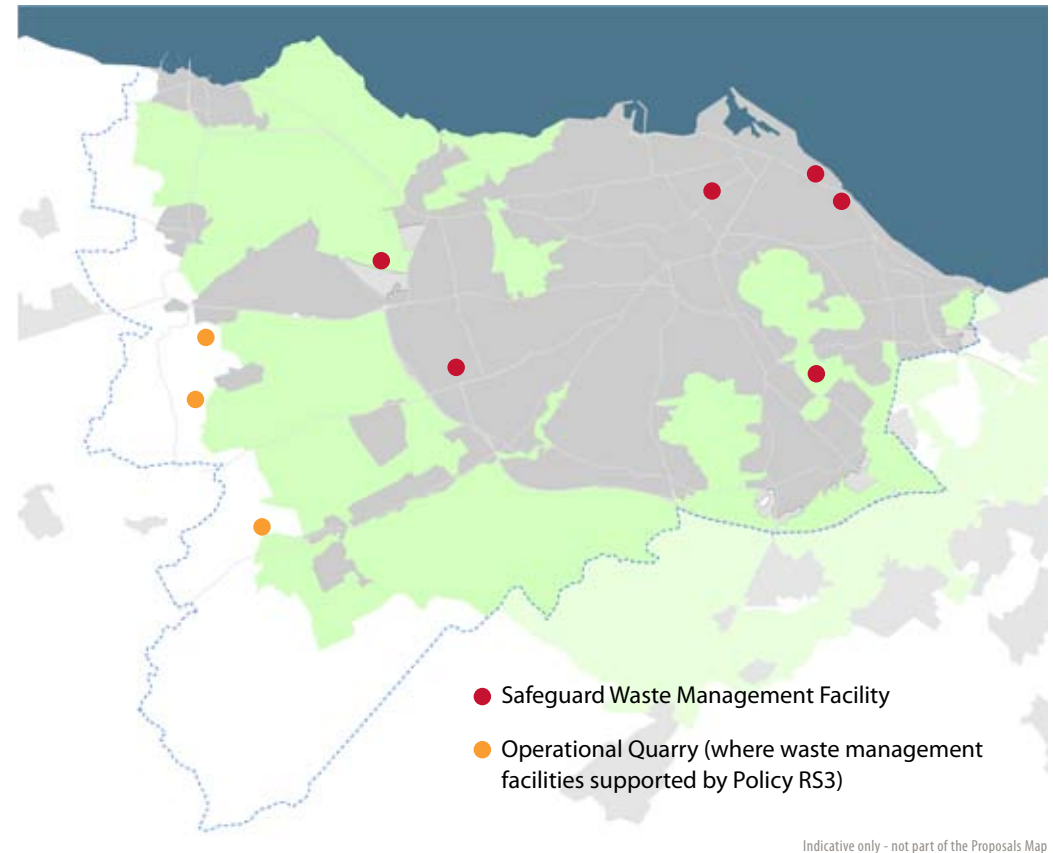 Safeguard Waste Management Facility
Operational Quarry (where waste management
facilities supported by Policy RS3)
Indicative only - not part of the Proposals Map